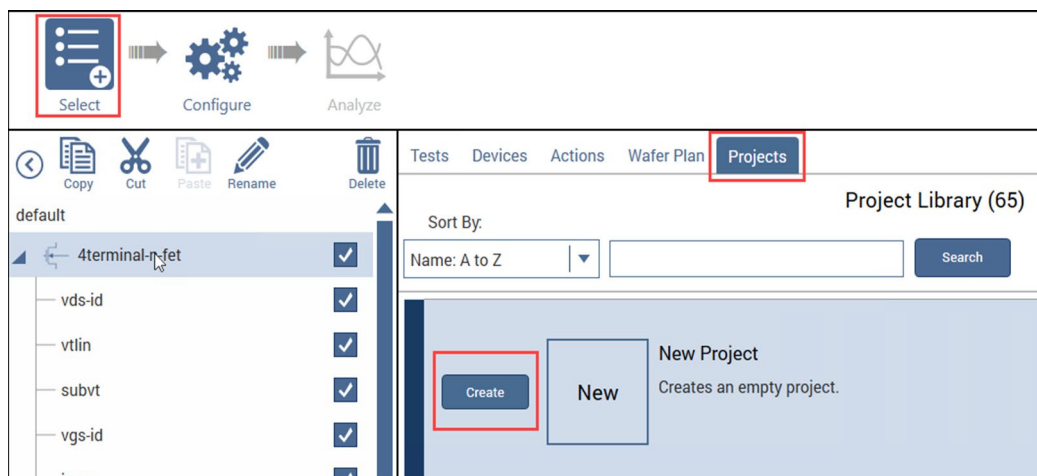 Select
Configure
Analyze
Copy
Cut
Paste
Rename
Delete
default
4terminal-n-fet
vds-id
vtlin
subvt
vgs-id
Tests
Devices
Actions
Wafer Plan
Projects
Project Library (65)
Sort By:
Name: A to Z
Search
Create
New
New Project
Creates an empty project.